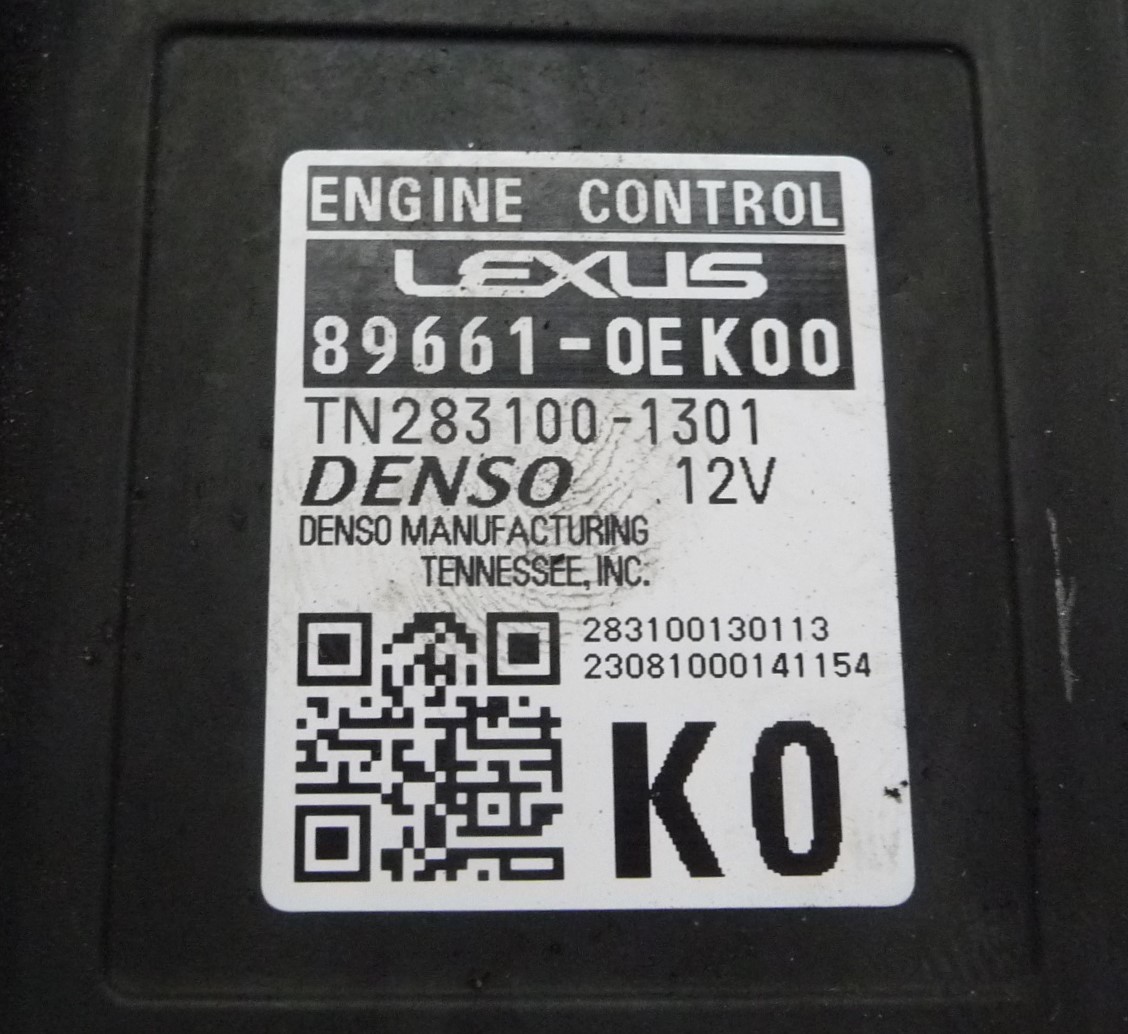 ENGINE CONTROL
LEXUS
89661-0EK00
TN283100-1301
DENSO 12V
DENSO MANUFACTURING
TENNESSEE, INC.
283100130113
23081000141154
K0